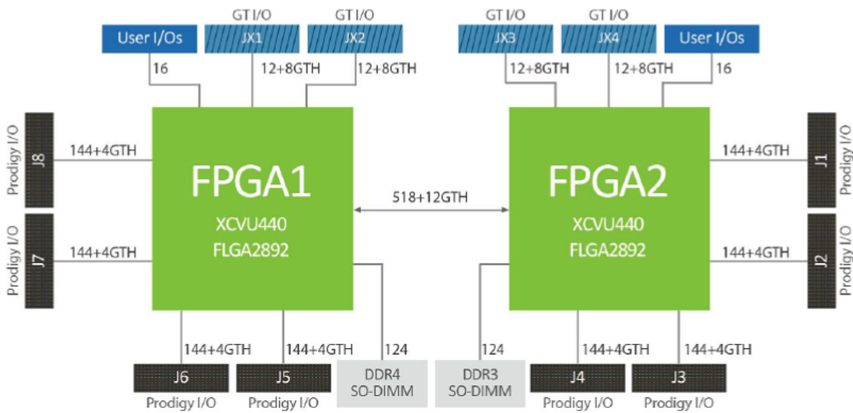 GT I/O
GT I/O
GT I/O
GT I/O
User I/Os
JX1
JX2
JX3
JX4
User I/Os
16
12+8GTH
12+8GTH
12+8GTH
12+8GTH
16
Prodigy I/O
J8
144+4GTH
FPGA1
XCVU440
FLGA2892
518+12GTH
FPGA2
XCVU440
FLGA2892
144+4GTH
J1
Prodigy I/O
Prodigy I/O
J7
144+4GTH
144+4GTH
J2
Prodigy I/O
144+4GTH
144+4GTH
124
124
144+4GTH
144+4GTH
J6
J5
DDR4
SO-DIMM
DDR3
SO-DIMM
J4
J3
Prodigy I/O
Prodigy I/O
Prodigy I/O
Prodigy I/O